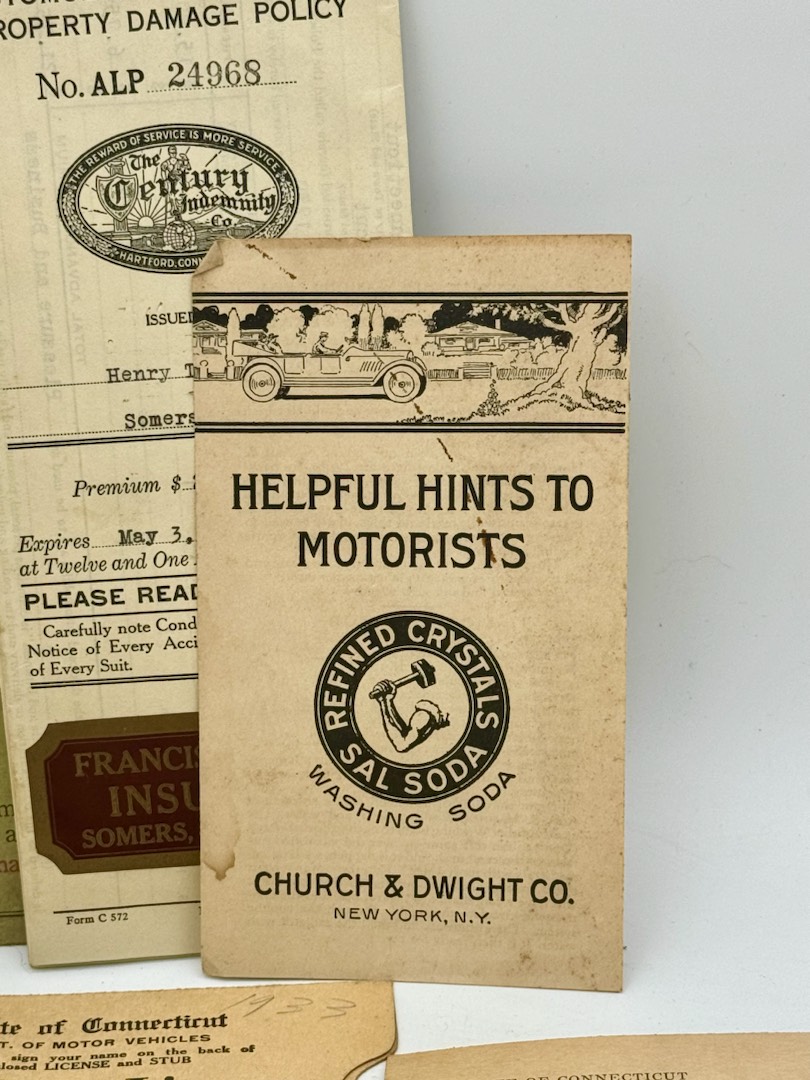 PROPERTY DAMAGE POLICY
No. ALP 24968
THE REWARD OF SERVICE IS MORE SERVICE
The
Century
Indemnity
Co.
HARTFORD, CONN
ISSUED
Henry T
Somers
Premium $
Expires May 3,
at Twelve and One
PLEASE READ
Carefully note Cond
Notice of Every Acci
of Every Suit.
FRANCIS
INSU
SOMERS,
Form C 572
HELPFUL HINTS TO
MOTORISTS
REFINED CRYSTALS
SAL SODA
WASHING SODA
CHURCH & DWIGHT CO.
NEW YORK, N.Y.
1933
te of Connecticut
T. OF MOTOR VEHICLES
sign your name on the back of
losed LICENSE and STUB
OF CONNECTICUT